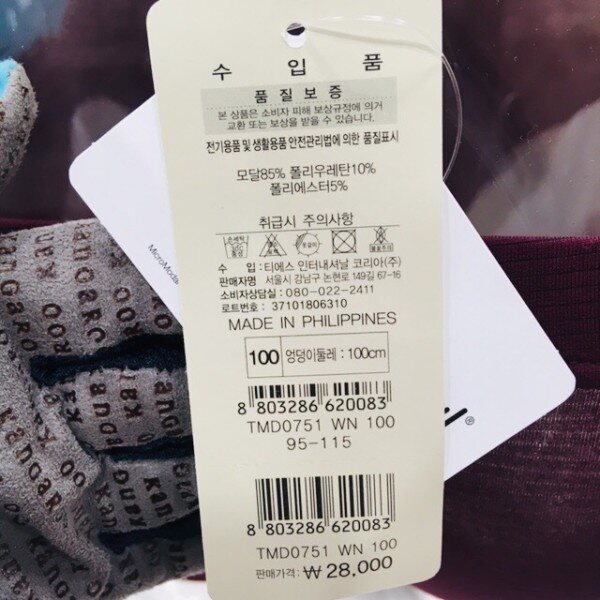 수 입 품
품 질 보 증
본 상품은 소비자 피해 보상규정에 의거
교환 또는 보상을 받을 수 있습니다
전기용품 및 생활용품 안전관리법에 의한 품질표시
모달85% 폴리우레탄10%
폴리에스터5%
취급시 주의사항
손세탁
수 입 : 티에스 인터내셔날 코리아(주)
판매자명 서울시 강남구 논현로 149길 67-16
소비자상담실 : 080-022-2411
로트번호 : 37101806310
MADE IN PHILIPPINES
100 엉덩이둘레 : 100cm
8 803286 620083
TMD0751 WN 100
95-115
8 803286 620083
TMD0751 WN 100
판매가격 : ₩ 28,000
MicroModa
®